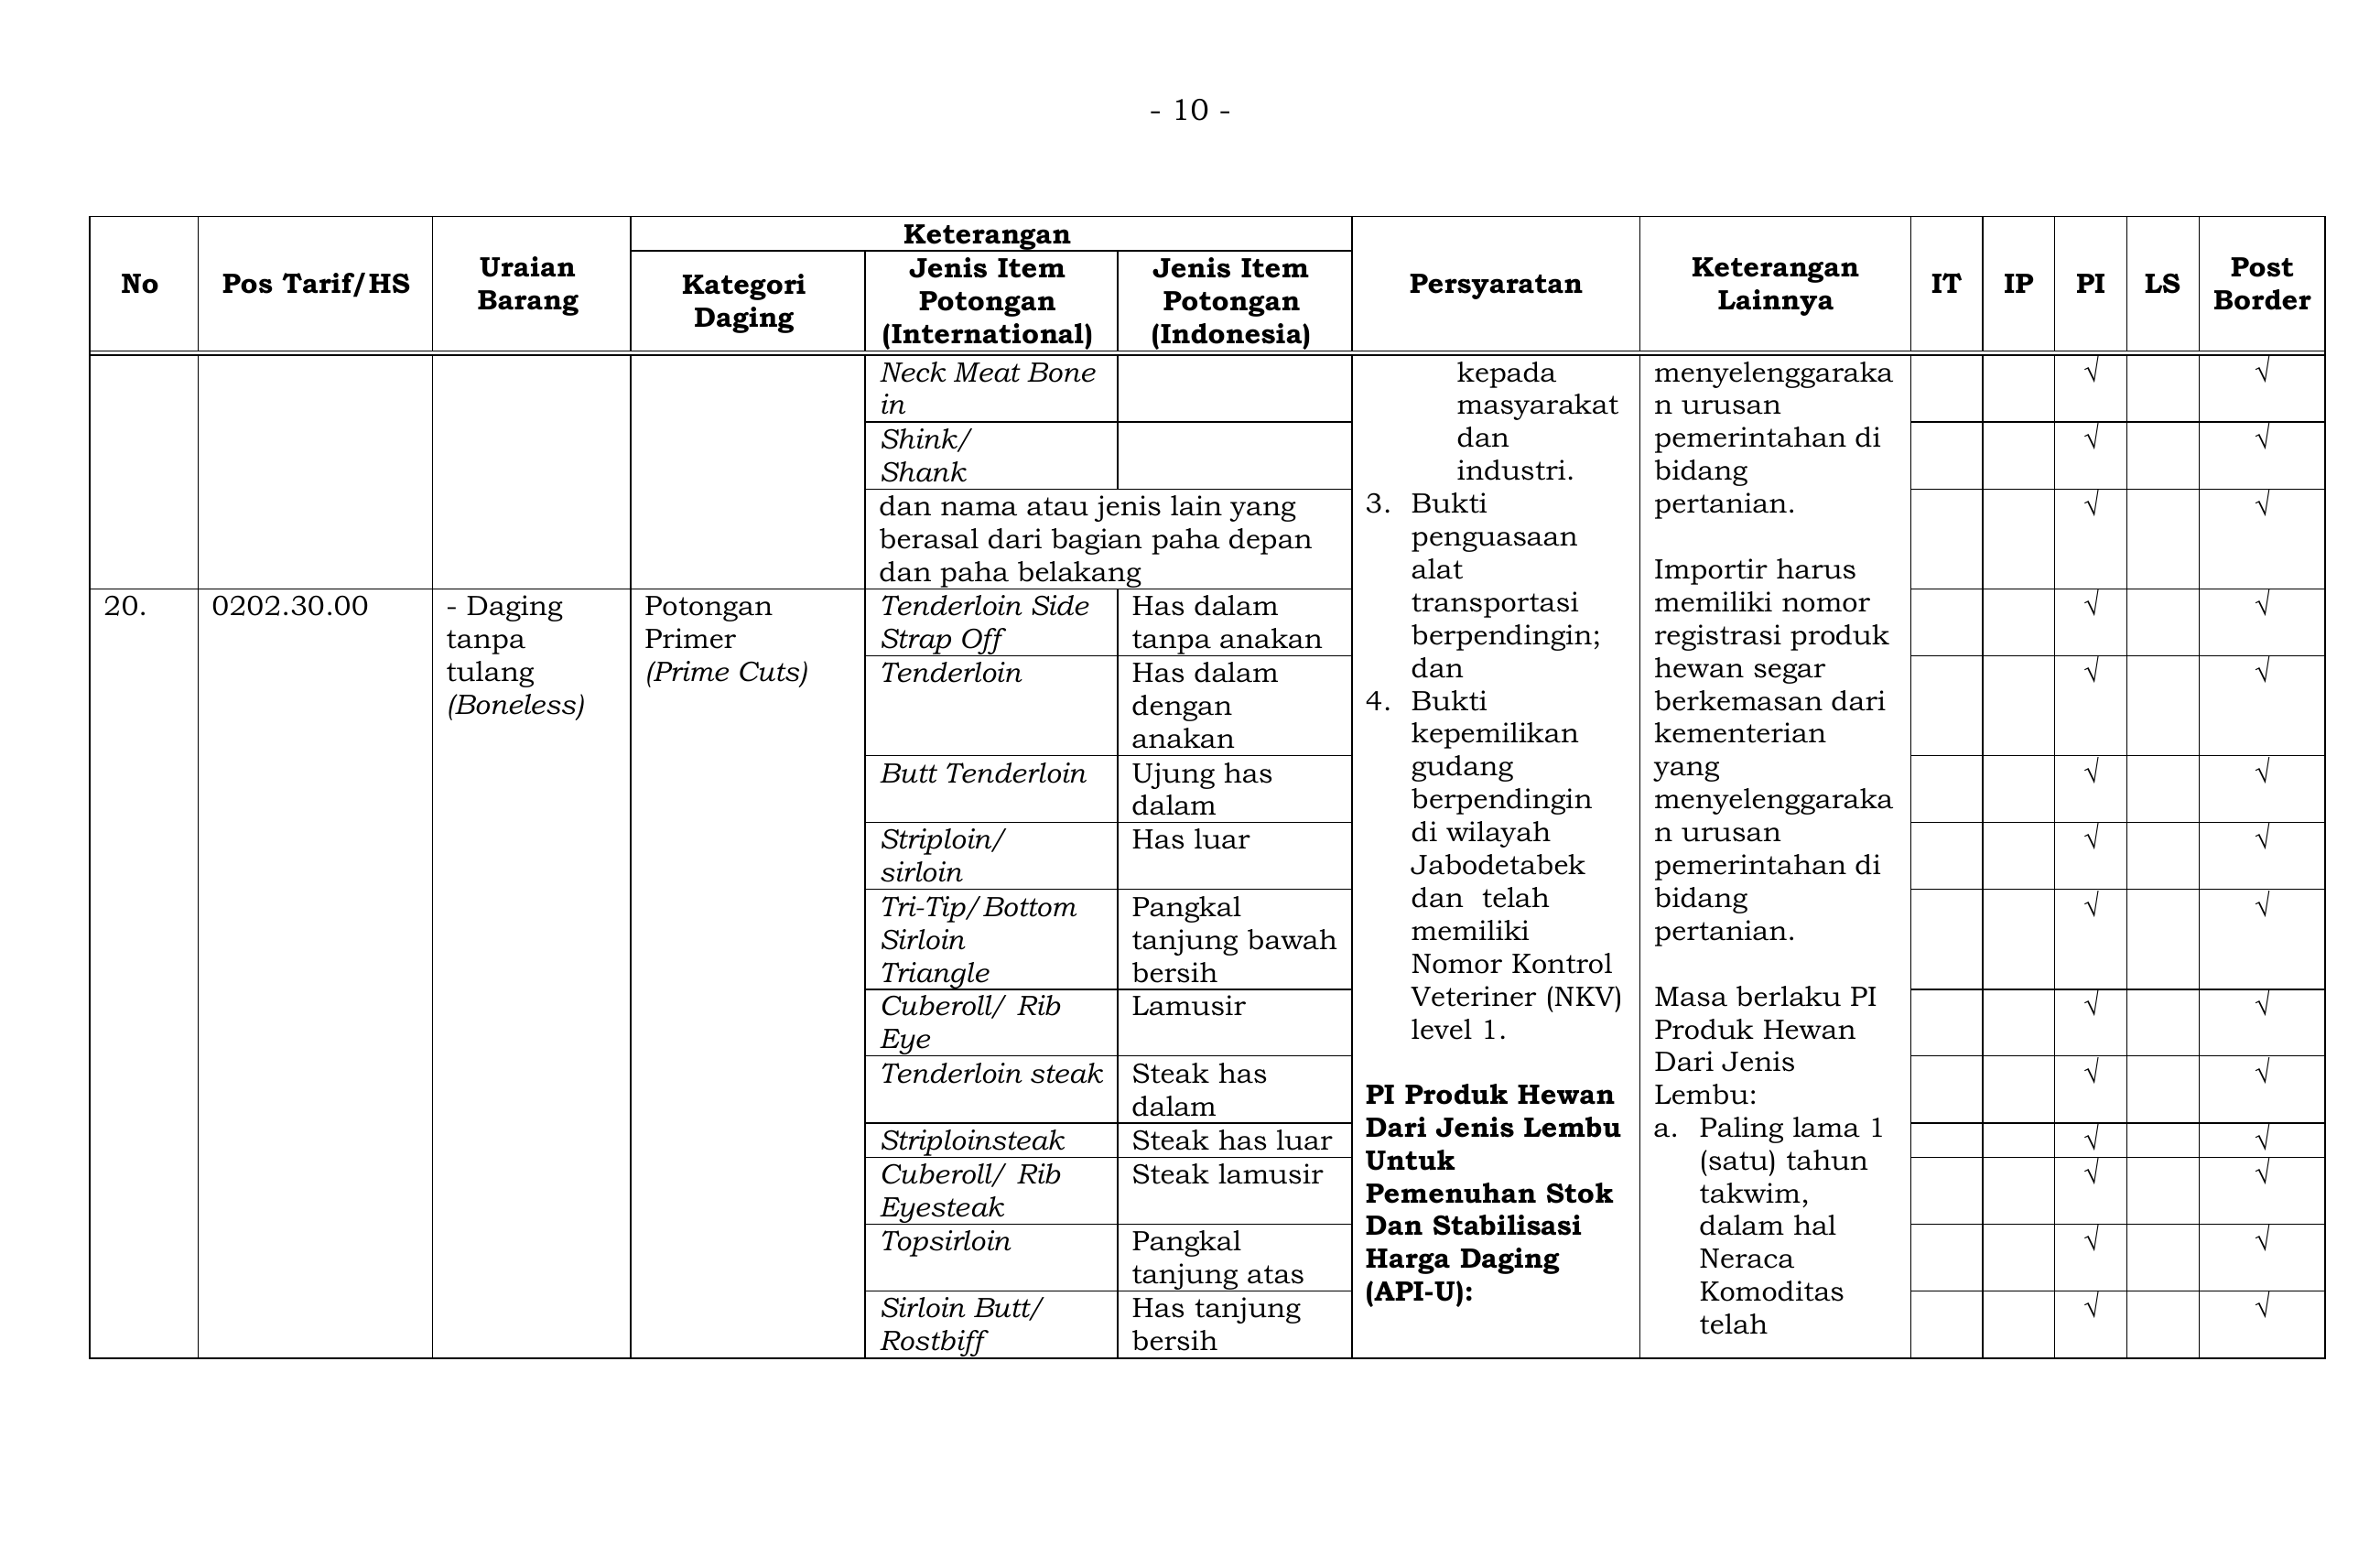 - 10 -
No
Pos Tarif/HS
Uraian
Barang
Keterangan
Kategori
Daging
Jenis Item
Potongan
(International)
Jenis Item
Potongan
(Indonesia)
Persyaratan
Keterangan
Lainnya
IT
IP
PI
LS
Post
Border
Neck Meat Bone
in
√
√
Shink/
Shank
√
√
dan nama atau jenis lain yang
berasal dari bagian paha depan
dan paha belakang
√
√
20.
0202.30.00
- Daging
tanpa
tulang
(Boneless)
Potongan
Primer
(Prime Cuts)
Tenderloin Side
Strap Off
Has dalam
tanpa anakan
√
√
Tenderloin
Has dalam
dengan
anakan
√
√
Butt Tenderloin
Ujung has
dalam
√
√
Striploin/
sirloin
Has luar
√
√
Tri-Tip/Bottom
Sirloin
Triangle
Pangkal
tanjung bawah
bersih
√
√
Cuberoll/ Rib
Eye
Lamusir
√
√
Tenderloin steak
Steak has
dalam
√
√
Striploinsteak
Steak has luar
√
√
Cuberoll/ Rib
Eyesteak
Steak lamusir
√
√
Topsirloin
Pangkal
tanjung atas
√
√
Sirloin Butt/
Rostbiff
Has tanjung
bersih
√
√
kepada
masyarakat
dan
industri.
3. Bukti
penguasaan
alat
transportasi
berpendingin;
dan
4. Bukti
kepemilikan
gudang
berpendingin
di wilayah
Jabodetabek
dan telah
memiliki
Nomor Kontrol
Veteriner (NKV)
level 1.
PI Produk Hewan
Dari Jenis Lembu
Untuk
Pemenuhan Stok
Dan Stabilisasi
Harga Daging
(API-U):
menyelenggaraka
n urusan
pemerintahan di
bidang
pertanian.
Importir harus
memiliki nomor
registrasi produk
hewan segar
berkemasan dari
kementerian
yang
menyelenggaraka
n urusan
pemerintahan di
bidang
pertanian.
Masa berlaku PI
Produk Hewan
Dari Jenis
Lembu:
a. Paling lama 1
(satu) tahun
takwim,
dalam hal
Neraca
Komoditas
telah